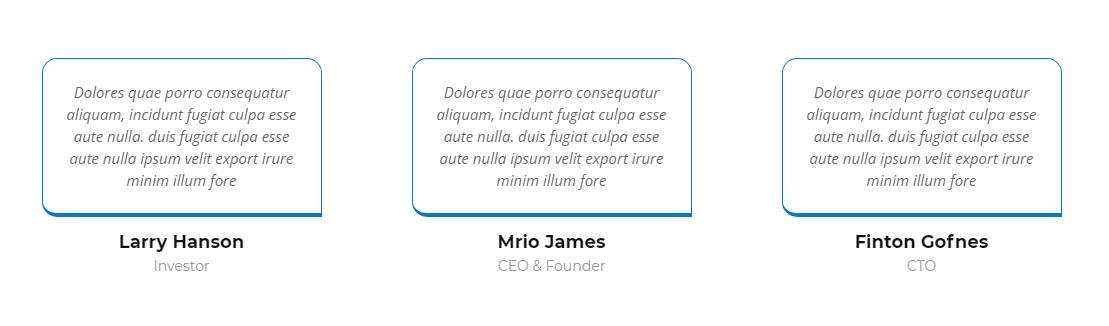 Dolores quae porro consequatur
aliquam, incidunt fugiat culpa esse
aute nulla. duis fugiat culpa esse
aute nulla ipsum velit export irure
minim illum fore
Larry Hanson
Investor
Dolores quae porro consequatur
aliquam, incidunt fugiat culpa esse
aute nulla. duis fugiat culpa esse
aute nulla ipsum velit export irure
minim illum fore
Mrio James
CEO & Founder
Dolores quae porro consequatur
aliquam, incidunt fugiat culpa esse
aute nulla. duis fugiat culpa esse
aute nulla ipsum velit export irure
minim illum fore
Finton Gofnes
CTO